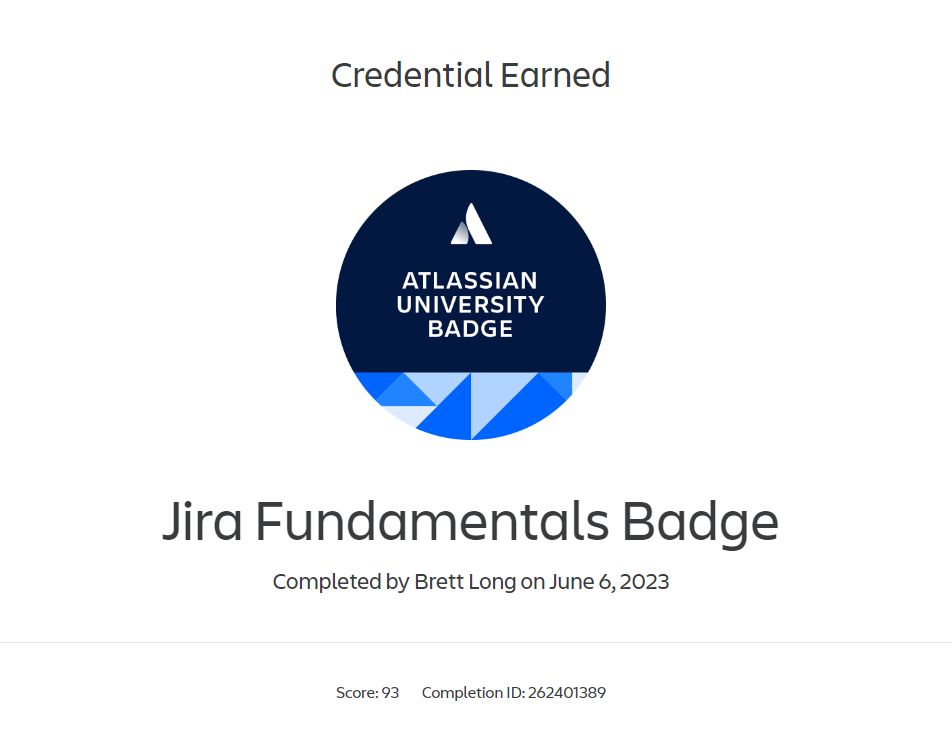 Credential Earned
ATLASSIAN
UNIVERSITY
BADGE
Jira Fundamentals Badge
Completed by Brett Long on June 6, 2023
Score: 93 Completion ID: 262401389